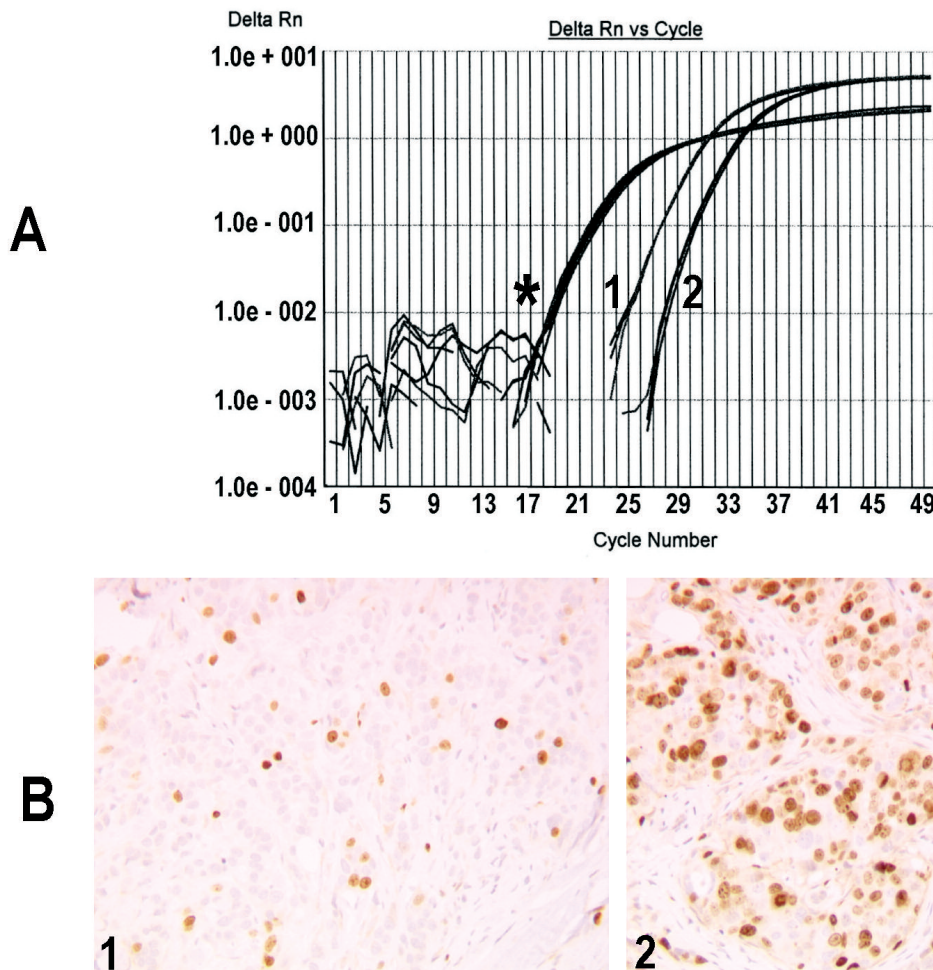 Delta Rn
Delta Rn vs Cycle
1.0e + 001
1.0e + 000
A
1.0e - 001
* 1 2
1.0e - 002
1.0e - 003
1.0e - 004
1 5 9 13 17 21 25 29 33 37 41 45 49
Cycle Number
B
1 2